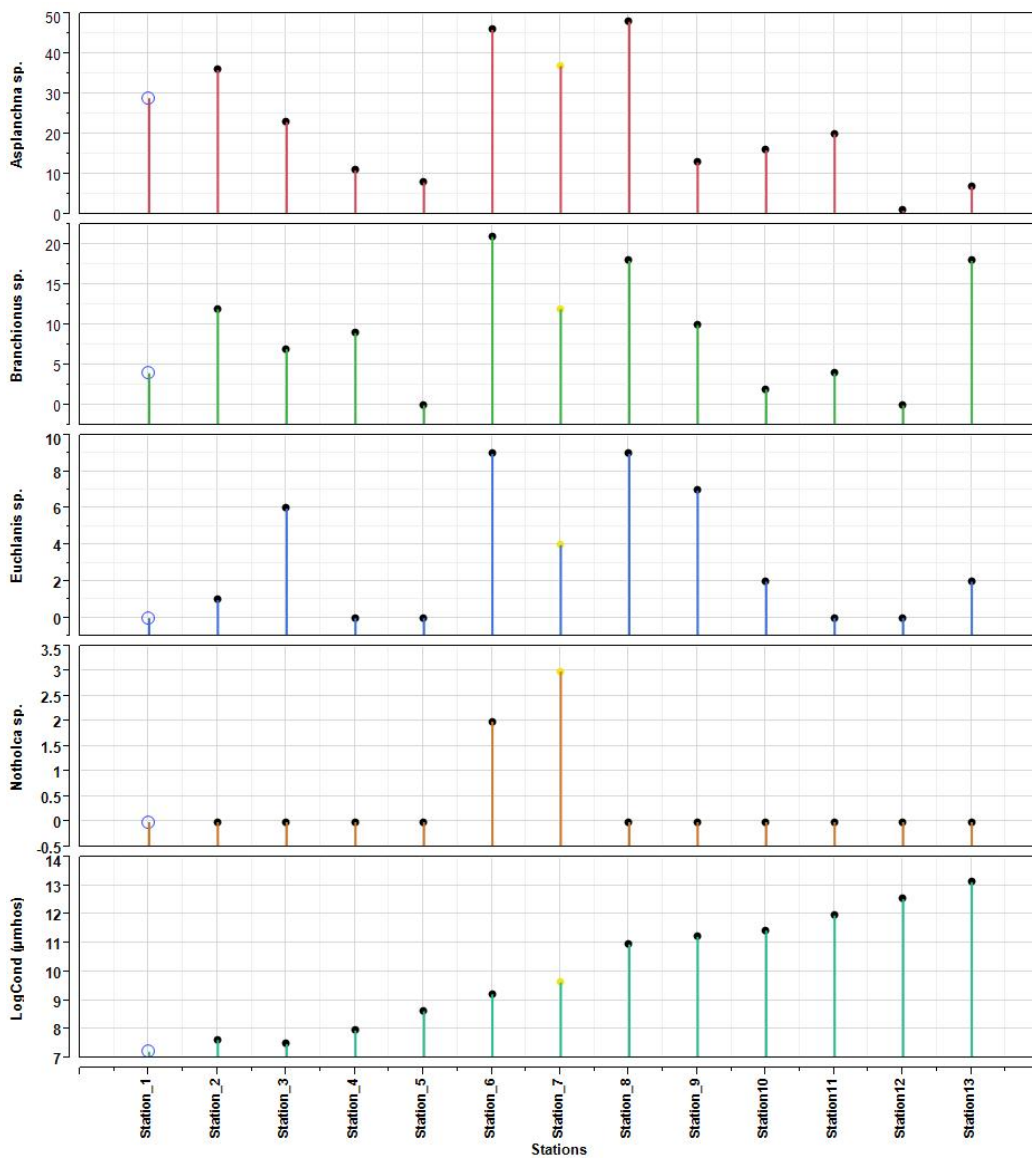 50
40
30
20
10
0
Asplanchna sp.
20
15
10
5
0
Branchionus sp.
10
8
6
4
2
0
Euchlanis sp.
3.5
3
2.5
2
1.5
1
0.5
0
-0.5
Notholca sp.
14
13
12
11
10
9
8
7
LogCond (µmhos)
Station_1
Station_2
Station_3
Station_4
Station_5
Station_6
Station_7
Station_8
Station_9
Station10
Station11
Station12
Station13
Stations